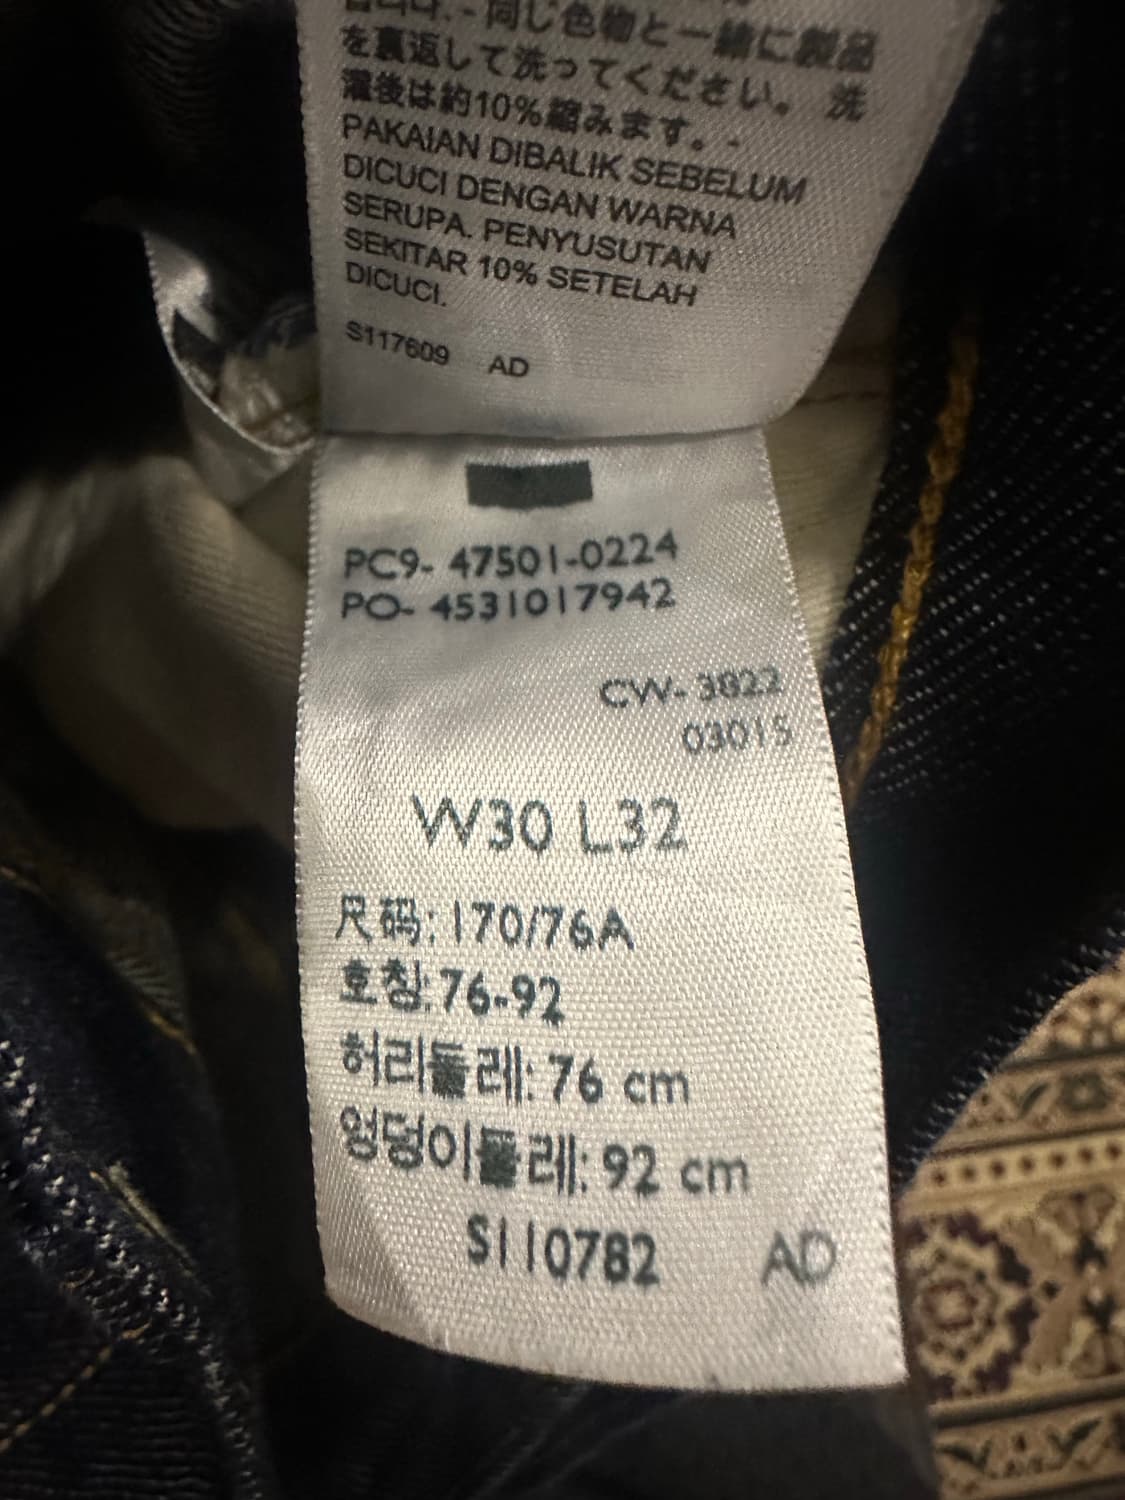 - 同じ色物と一緒に製品
を裏返して洗ってください。 洗
濯後は約10%縮みます。 -
PAKAIAN DIBALIK SEBELUM
DICUCI DENGAN WARNA
SERUPA. PENYUSUTAN
SEKITAR 10% SETELAH
DICUCI.
S117609 AD
PC9- 47501-0224
PO- 4531017942
CW- 3822
03015
W30 L32
尺码: 170/76A
호칭: 76-92
허리둘레: 76 cm
엉덩이둘레: 92 cm
S110782 AD